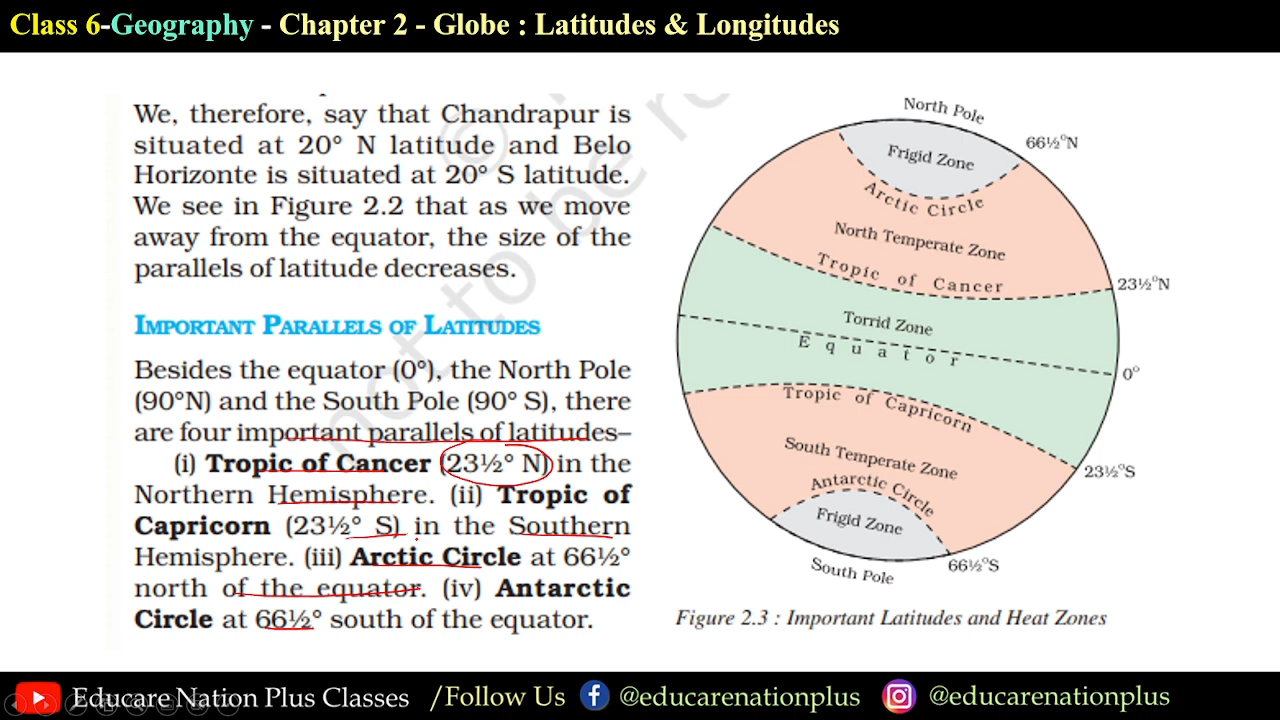 Class 6-Geography - Chapter 2 - Globe : Latitudes & Longitudes
We, therefore, say that Chandrapur is
situated at 20° N latitude and Belo
Horizonte is situated at 20° S latitude.
We see in Figure 2.2 that as we move
away from the equator, the size of the
parallels of latitude decreases.
IMPORTANT PARALLELS OF LATITUDES
Besides the equator (0°), the North Pole
(90°N) and the South Pole (90° S), there
are four important parallels of latitudes–
(i) Tropic of Cancer (23½° N) in the
Northern Hemisphere. (ii) Tropic of
Capricorn (23½° S) in the Southern
Hemisphere. (iii) Arctic Circle at 66½°
north of the equator. (iv) Antarctic
Circle at 66½° south of the equator.
North Pole
66½°N
Frigid Zone
Arctic Circle
North Temperate Zone
Tropic of Cancer
23½°N
Torrid Zone
Equator
0°
Tropic of Capricorn
23½°S
South Temperate Zone
Antarctic Circle
Frigid Zone
66½°S
South Pole
Figure 2.3 : Important Latitudes and Heat Zones
not to be re
©
Educare Nation Plus Classes /Follow Us @educarenationplus @educarenationplus